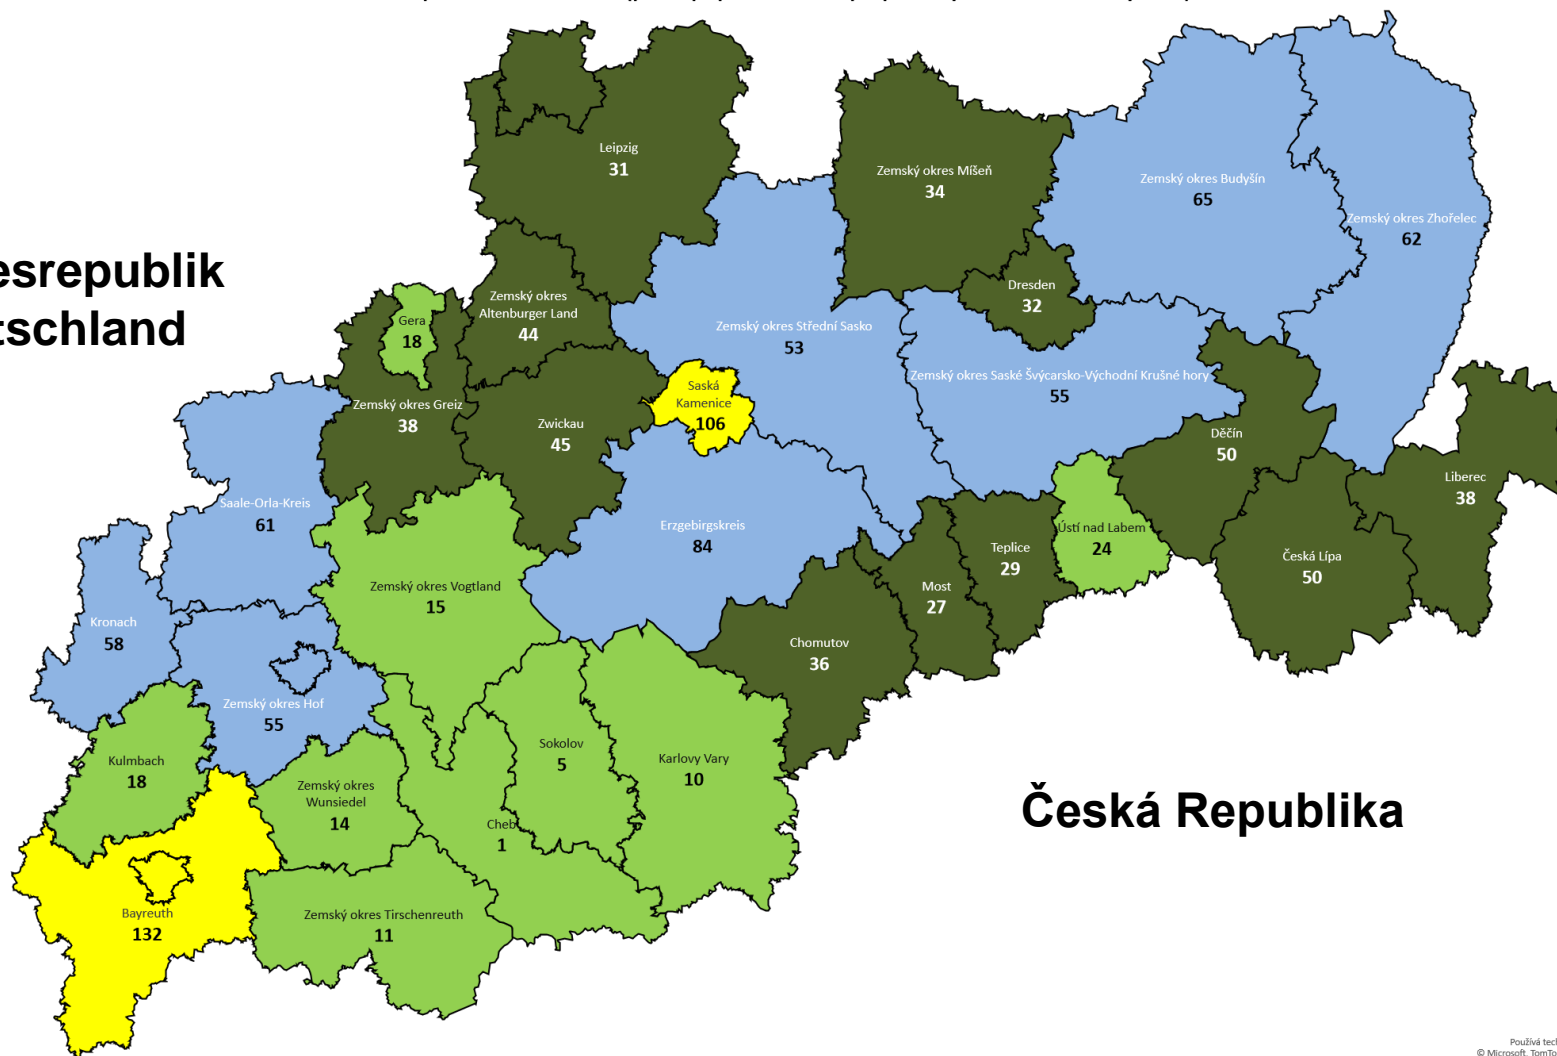 Leipzig
31
Zemský okres Míšeň
34
Zemský okres Budyšín
65
Zemský okres Zhořelec
62
esrepublik
tschland
Gera
18
Zemský okres
Altenburger Land
44
Dresden
32
Zemský okres Střední Sasko
53
Zemský okres Saské Švýcarsko-Východní Krušné hory
55
Saská
Kamenice
106
Zemský okres Greiz
38
Zwickau
45
Děčín
50
Liberec
38
Saale-Orla-Kreis
61
Erzgebirgskreis
84
Ústí nad Labem
24
Teplice
29
Česká Lípa
50
Zemský okres Vogtland
15
Most
27
Kronach
58
Chomutov
36
Zemský okres Hof
55
Sokolov
5
Karlovy Vary
10
Kulmbach
18
Zemský okres
Wunsiedel
14
Cheb
1
Česká Republika
Bayreuth
132
Zemský okres Tirschenreuth
11
Používá tech
© Microsoft, TomTo